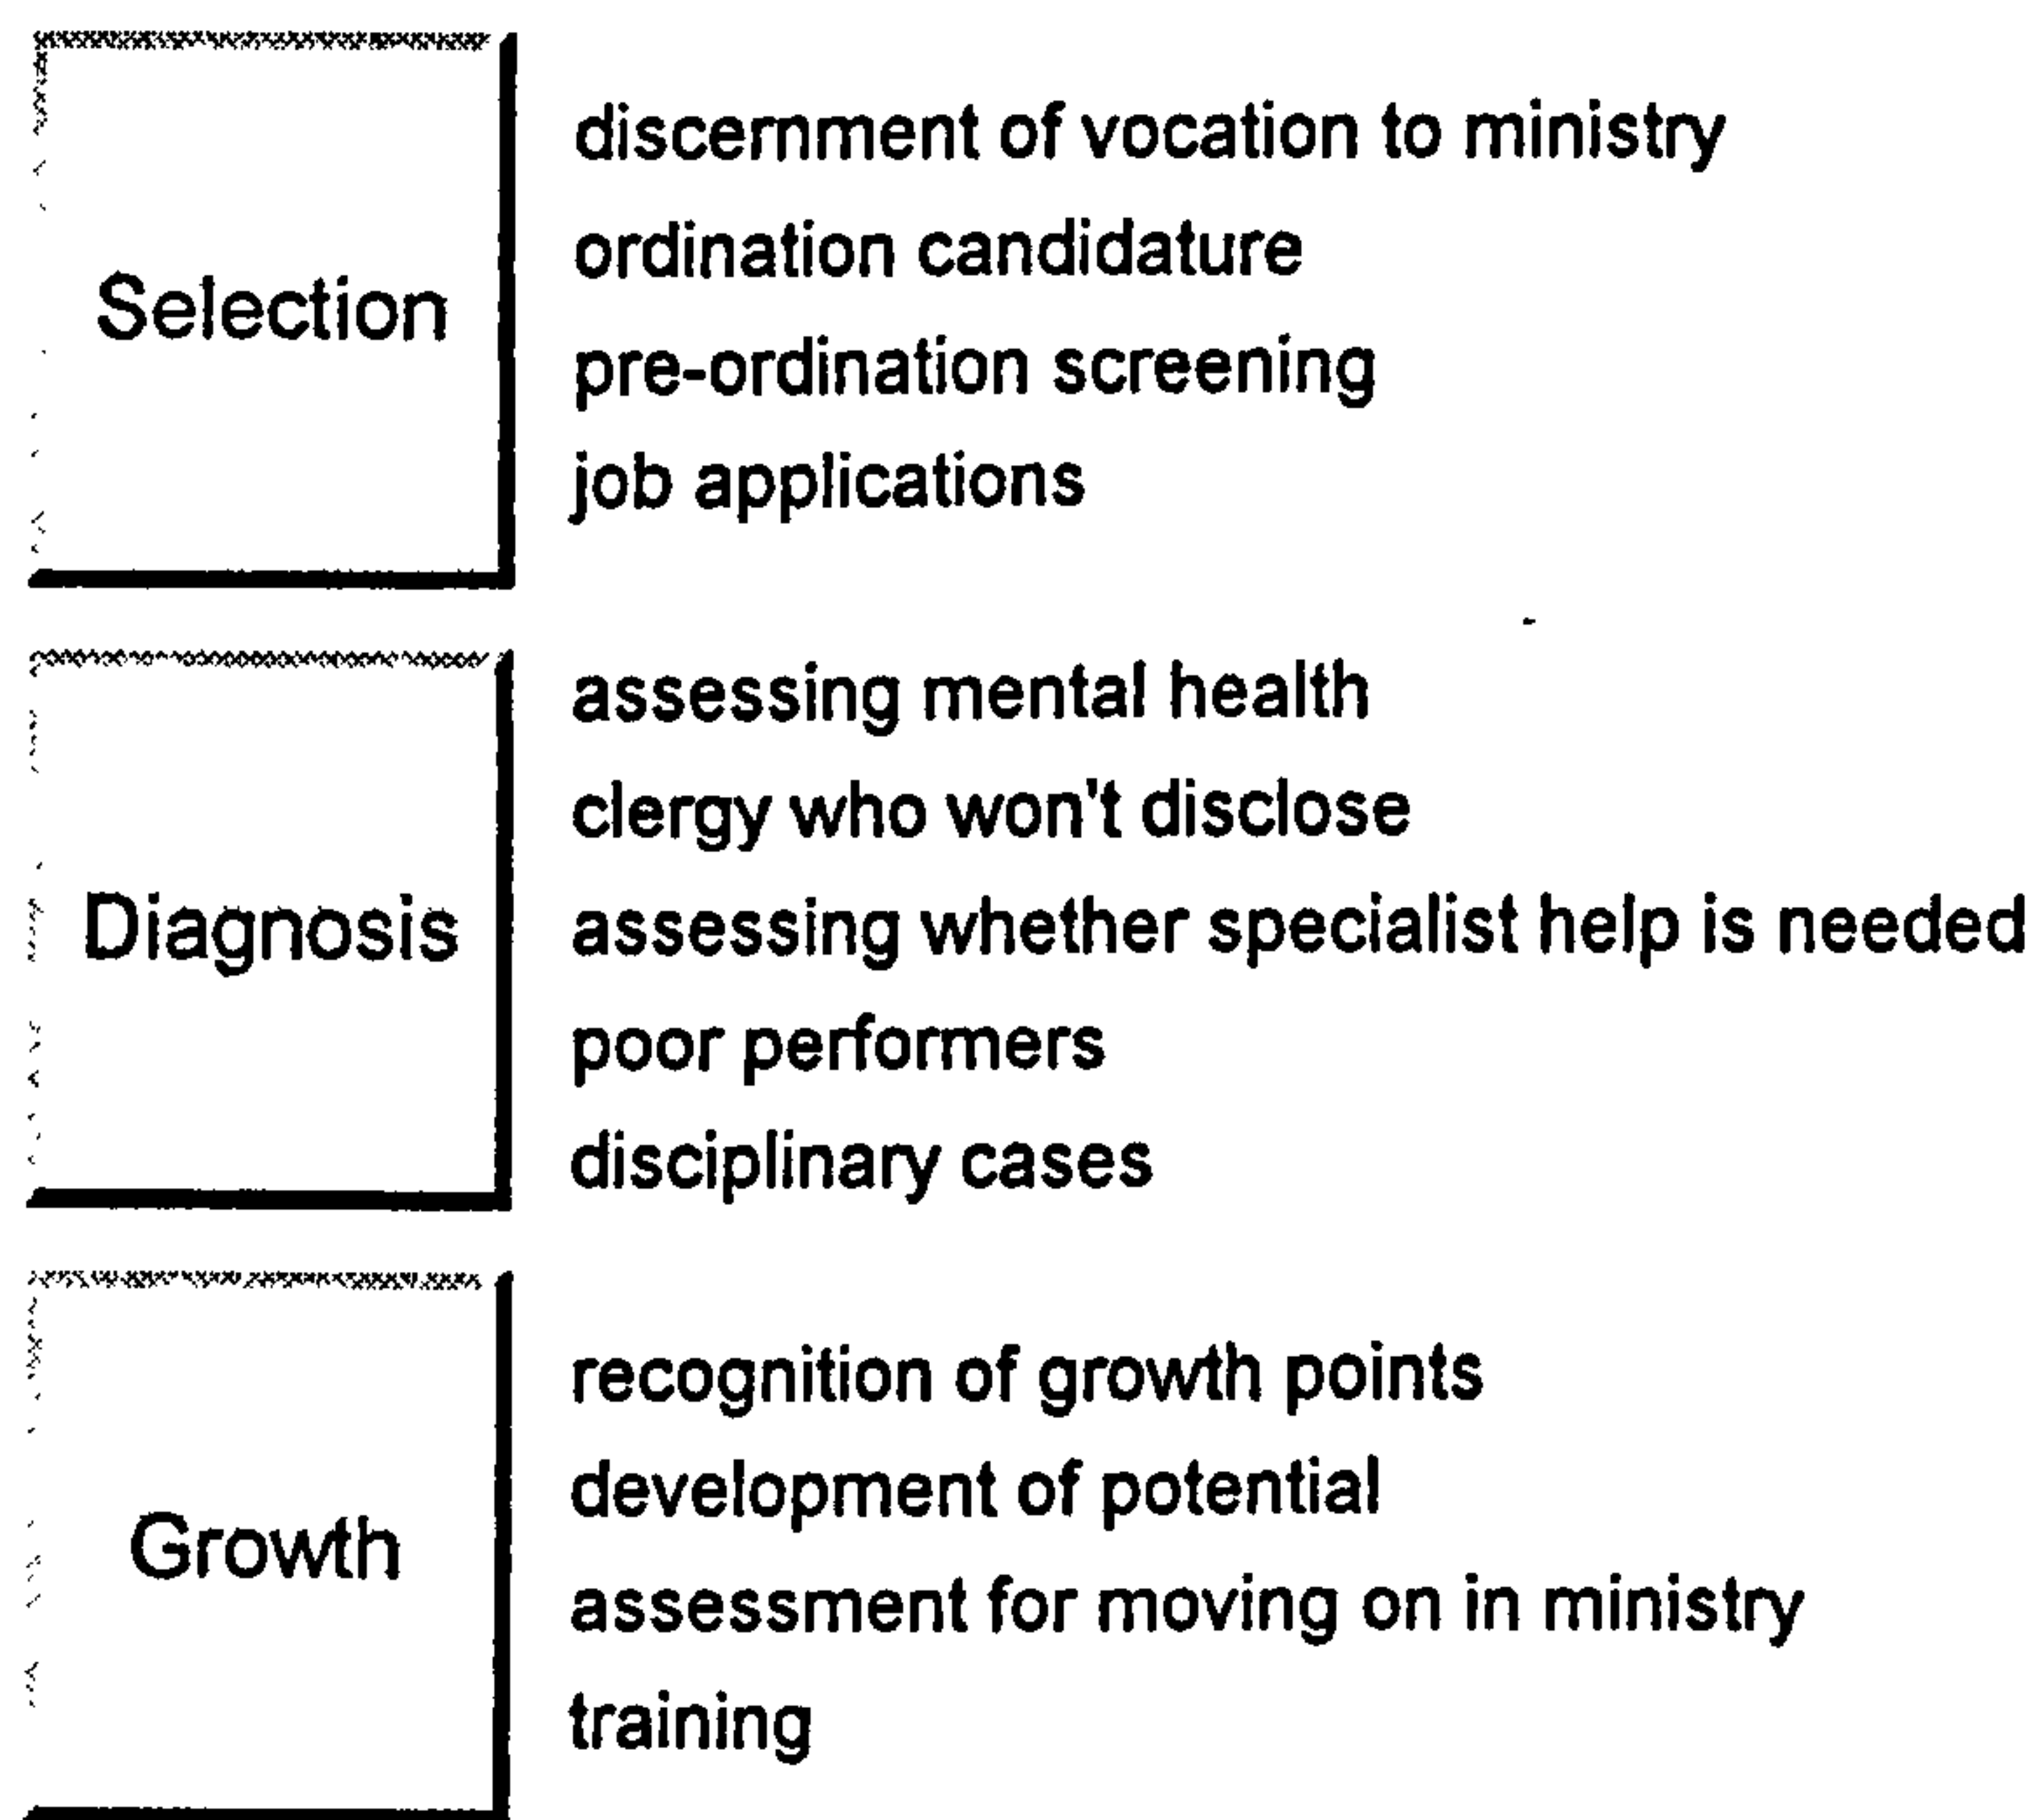 Selection
discernment of vocation to ministry
ordination candidature
pre-ordination screening
job applications
Diagnosis
assessing mental health
clergy who won't disclose
assessing whether specialist help is needed
poor performers
disciplinary cases
Growth
recognition of growth points
development of potential
assessment for moving on in ministry
training